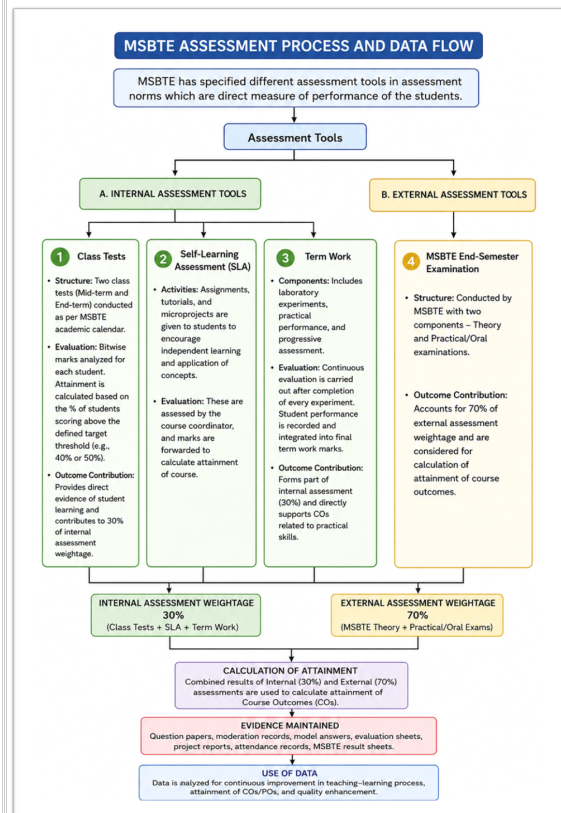 MSBTE ASSESSMENT PROCESS AND DATA FLOW
MSBTE has specified different assessment tools in assessment
norms which are direct measure of performance of the students.
Assessment Tools
A. INTERNAL ASSESSMENT TOOLS
B. EXTERNAL ASSESSMENT TOOLS
1 Class Tests
• Structure: Two class
tests (Mid-term and
End-term) conducted
as per MSBTE
academic calendar.
• Evaluation: Bitwise
marks analyzed for
each student.
Attainment is
calculated based on
the % of students
scoring above the
defined target
threshold (e.g.,
40% or 50%).
• Outcome Contribution:
Provides direct
evidence of student
learning and
contributes to 30%
of internal
assessment
weightage.
2 Self-Learning
Assessment (SLA)
• Activities: Assignments,
tutorials, and
microprojects are
given to students to
encourage
independent learning
and application of
concepts.
• Evaluation: These are
assessed by the
course coordinator,
and marks are
forwarded to
calculate attainment
of course.
3 Term Work
• Components: Includes
laboratory
experiments,
practical
performance, and
progressive
assessment.
• Evaluation: Continuous
evaluation is carried
out after completion
of every experiment.
Student performance
is recorded and
integrated into final
term work marks.
• Outcome Contribution:
Forms part of
internal assessment
(30%) and directly
supports COs
related to practical
skills.
4 MSBTE End-Semester
Examination
• Structure: Conducted by
MSBTE with two
components – Theory
and Practical/Oral
examinations.
• Outcome Contribution:
Accounts for 70% of
external assessment
weightage and are
considered for
calculation of
attainment of course
outcomes.
INTERNAL ASSESSMENT WEIGHTAGE
30%
(Class Tests + SLA + Term Work)
EXTERNAL ASSESSMENT WEIGHTAGE
70%
(MSBTE Theory + Practical/Oral Exams)
CALCULATION OF ATTAINMENT
Combined results of Internal (30%) and External (70%)
assessments are used to calculate attainment of
Course Outcomes (COs).
EVIDENCE MAINTAINED
Question papers, moderation records, model answers, evaluation sheets,
project reports, attendance records, MSBTE result sheets.
USE OF DATA
Data is analyzed for continuous improvement in teaching–learning process,
attainment of COs/POs, and quality enhancement.